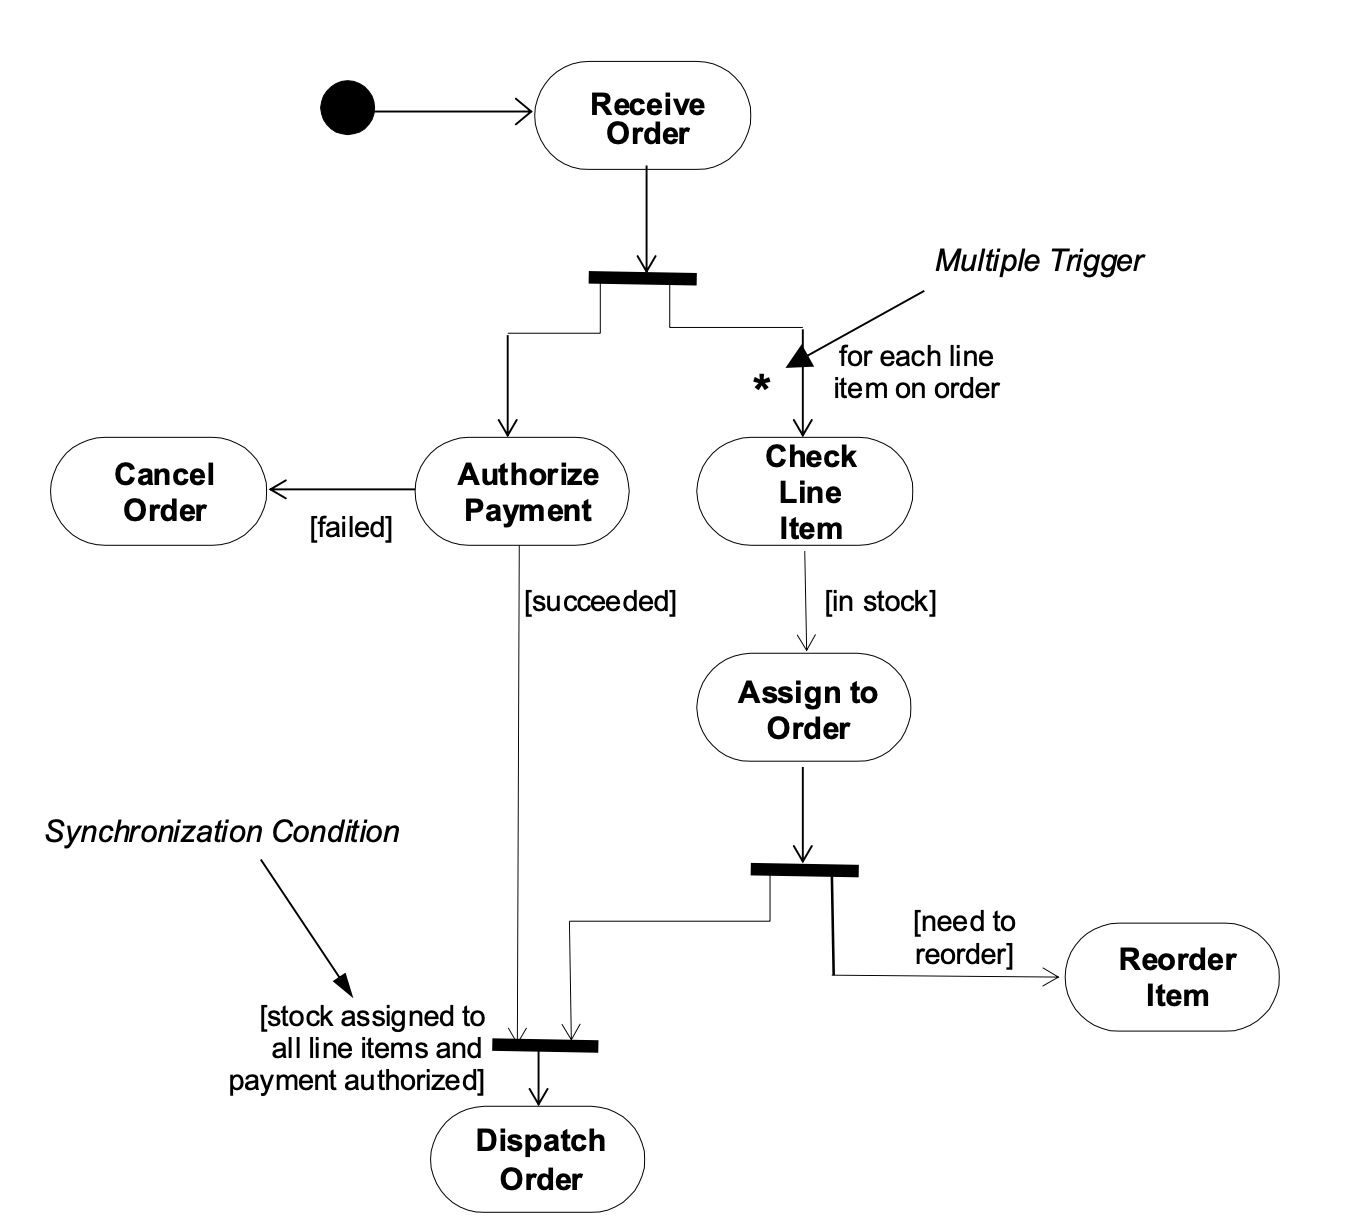 Receive
Order
Multiple Trigger
for each line
item on order
*
Cancel
Order
[failed]
Authorize
Payment
Check
Line
Item
[succeeded]
[in stock]
Assign to
Order
Synchronization Condition
[need to
reorder]
Reorder
Item
[stock assigned to
all line items and
payment authorized]
Dispatch
Order